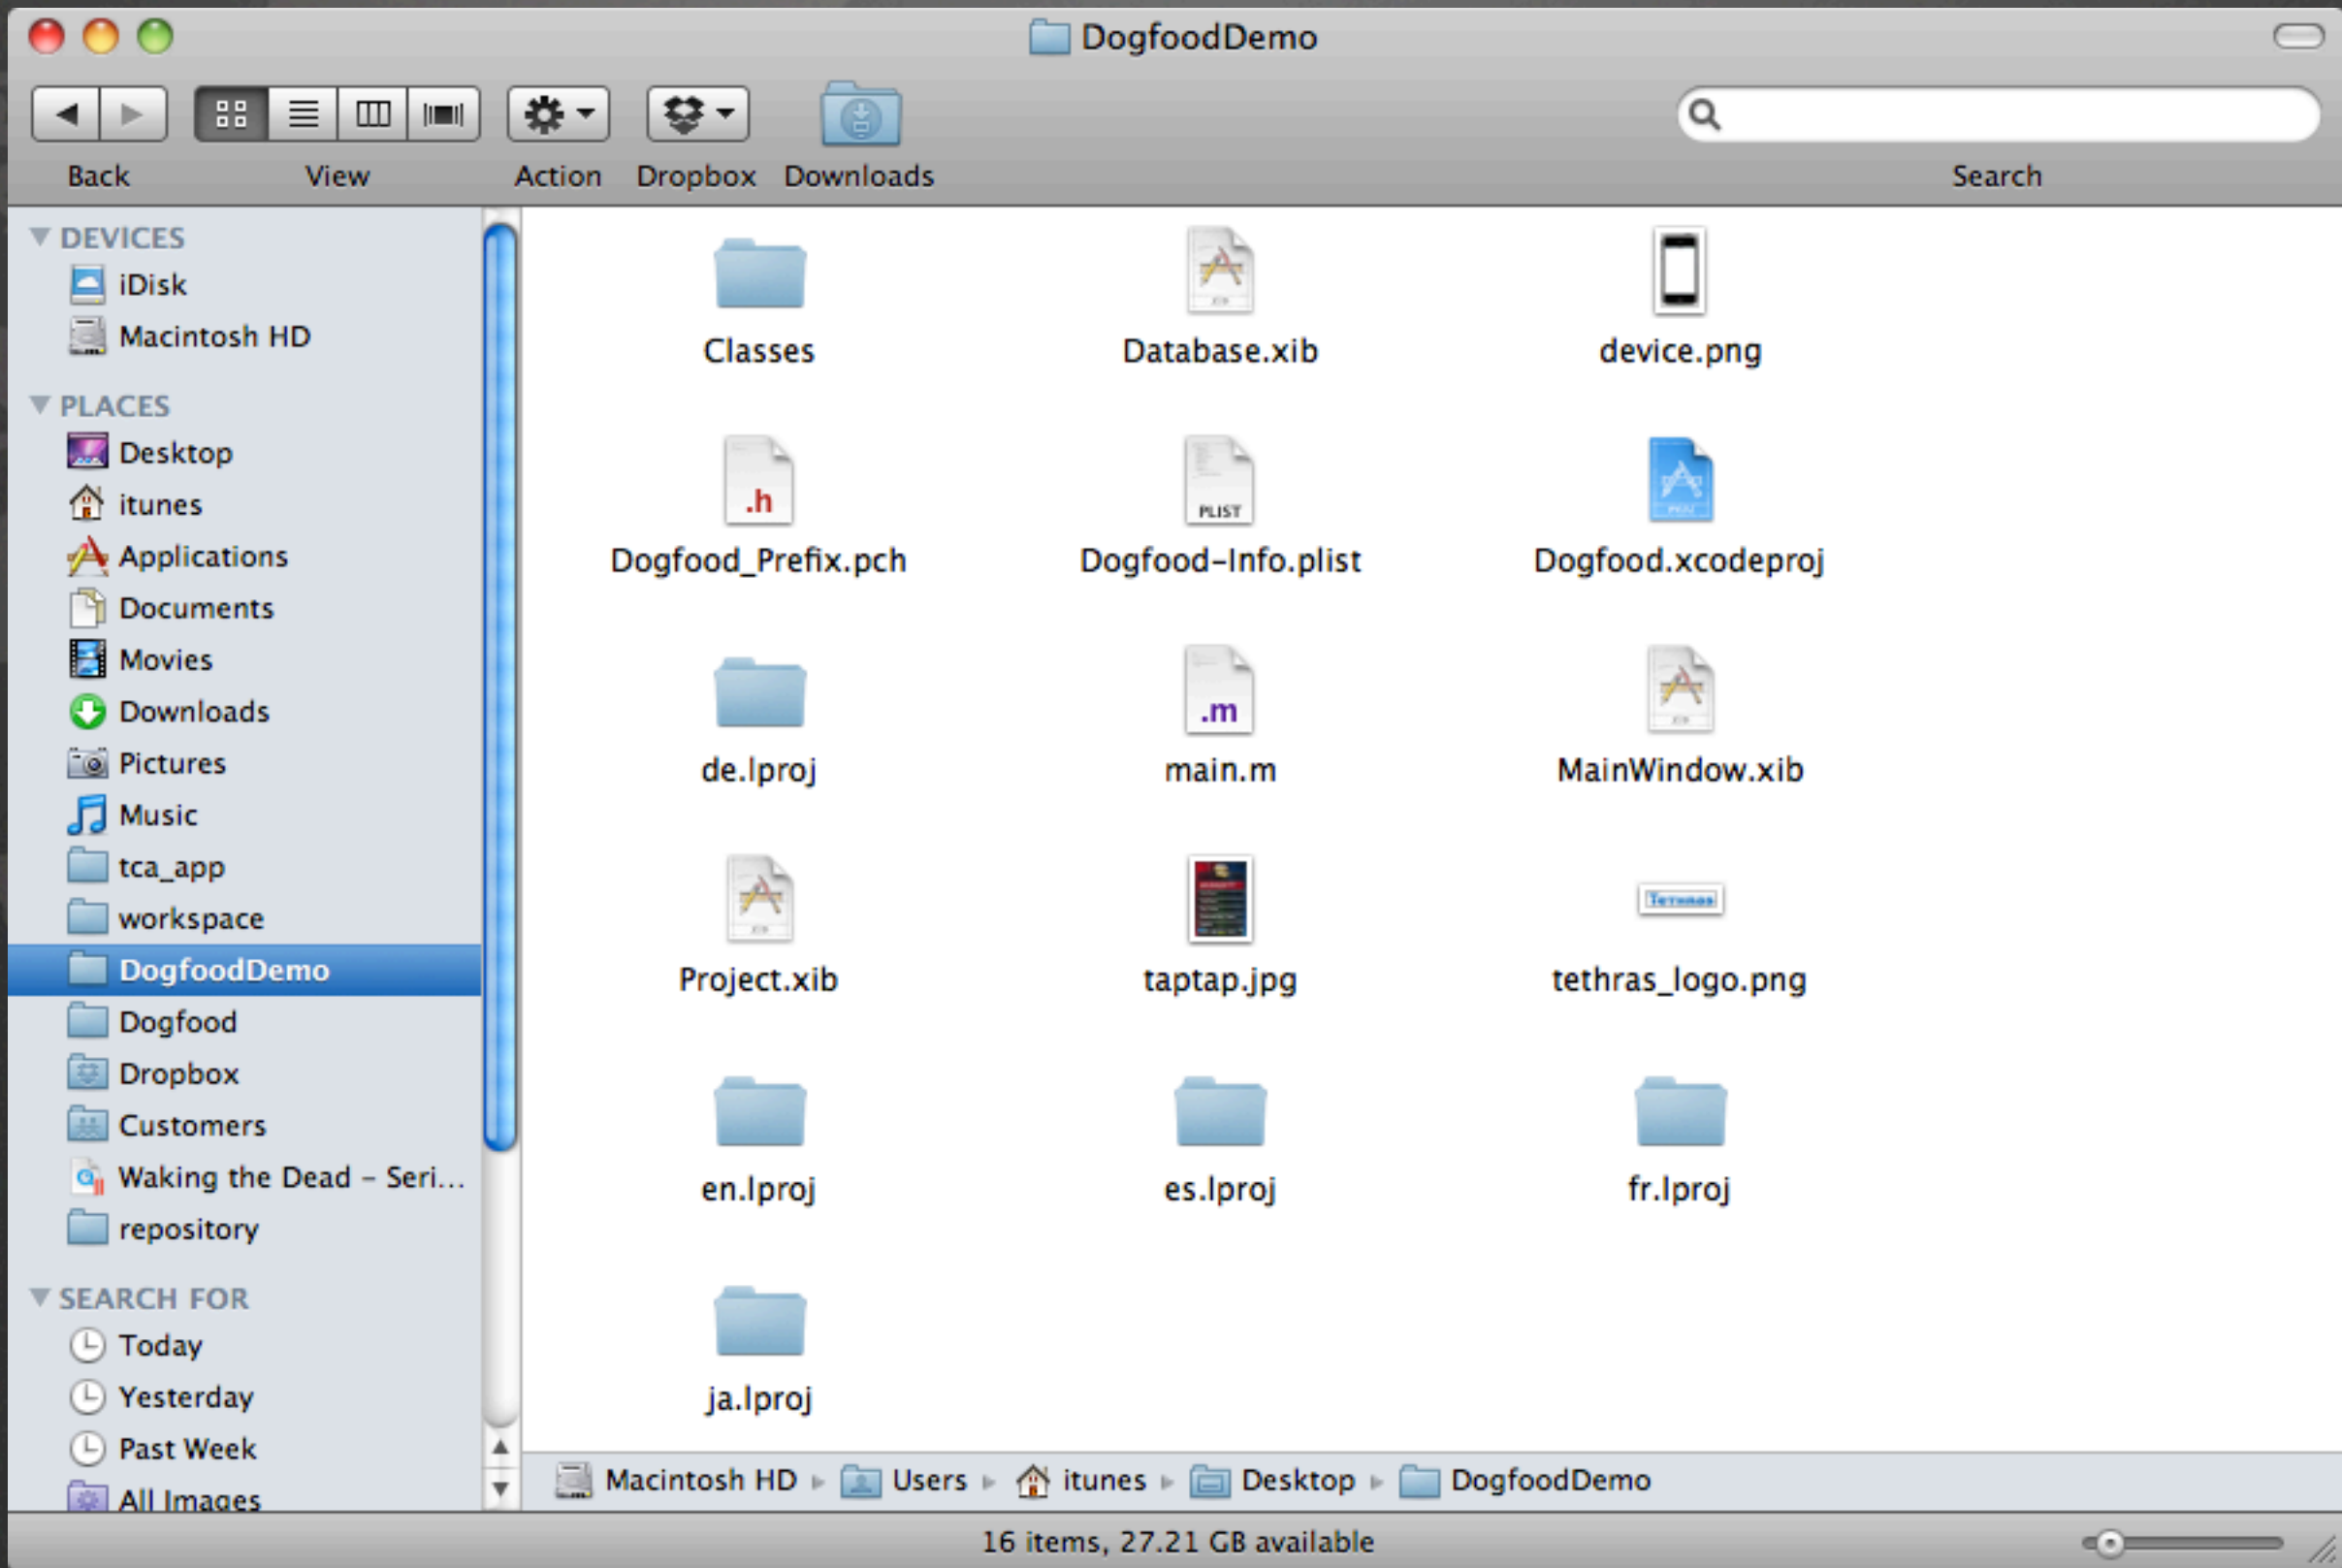 DogfoodDemo
Back View Action Dropbox Downloads Search
DEVICES
iDisk
Macintosh HD
PLACES
Desktop
itunes
Applications
Documents
Movies
Downloads
Pictures
Music
tca_app
workspace
DogfoodDemo
Dogfood
Dropbox
Customers
Waking the Dead – Seri...
repository
SEARCH FOR
Today
Yesterday
Past Week
All Images
Classes Database.xib device.png
.h PLIST
Dogfood_Prefix.pch Dogfood-Info.plist Dogfood.xcodeproj
.m
de.lproj main.m MainWindow.xib
Project.xib taptap.jpg tethras_logo.png
en.lproj es.lproj fr.lproj
ja.lproj
Macintosh HD Users itunes Desktop DogfoodDemo
16 items, 27.21 GB available